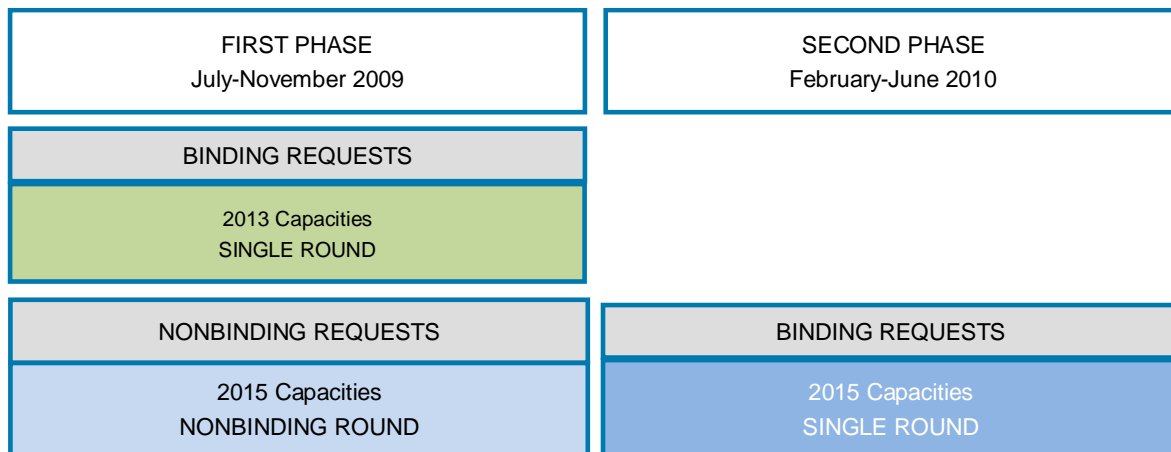 FIRST PHASE
July-November 2009
SECOND PHASE
February-June 2010
BINDING REQUESTS
2013 Capacities
SINGLE ROUND
NONBINDING REQUESTS
2015 Capacities
NONBINDING ROUND
BINDING REQUESTS
2015 Capacities
SINGLE ROUND